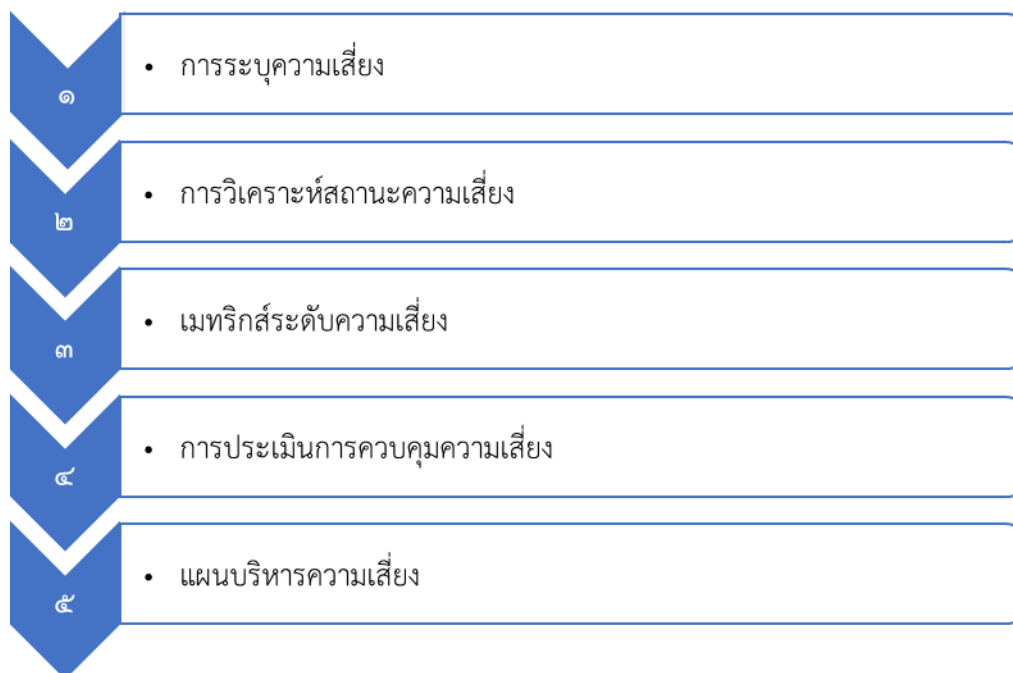 ๑
• การระบุความเสี่ยง
๒
• การวิเคราะห์สถานะความเสี่ยง
๓
• เมทริกส์ระดับความเสี่ยง
๔
• การประเมินการควบคุมความเสี่ยง
๕
• แผนบริหารความเสี่ยง